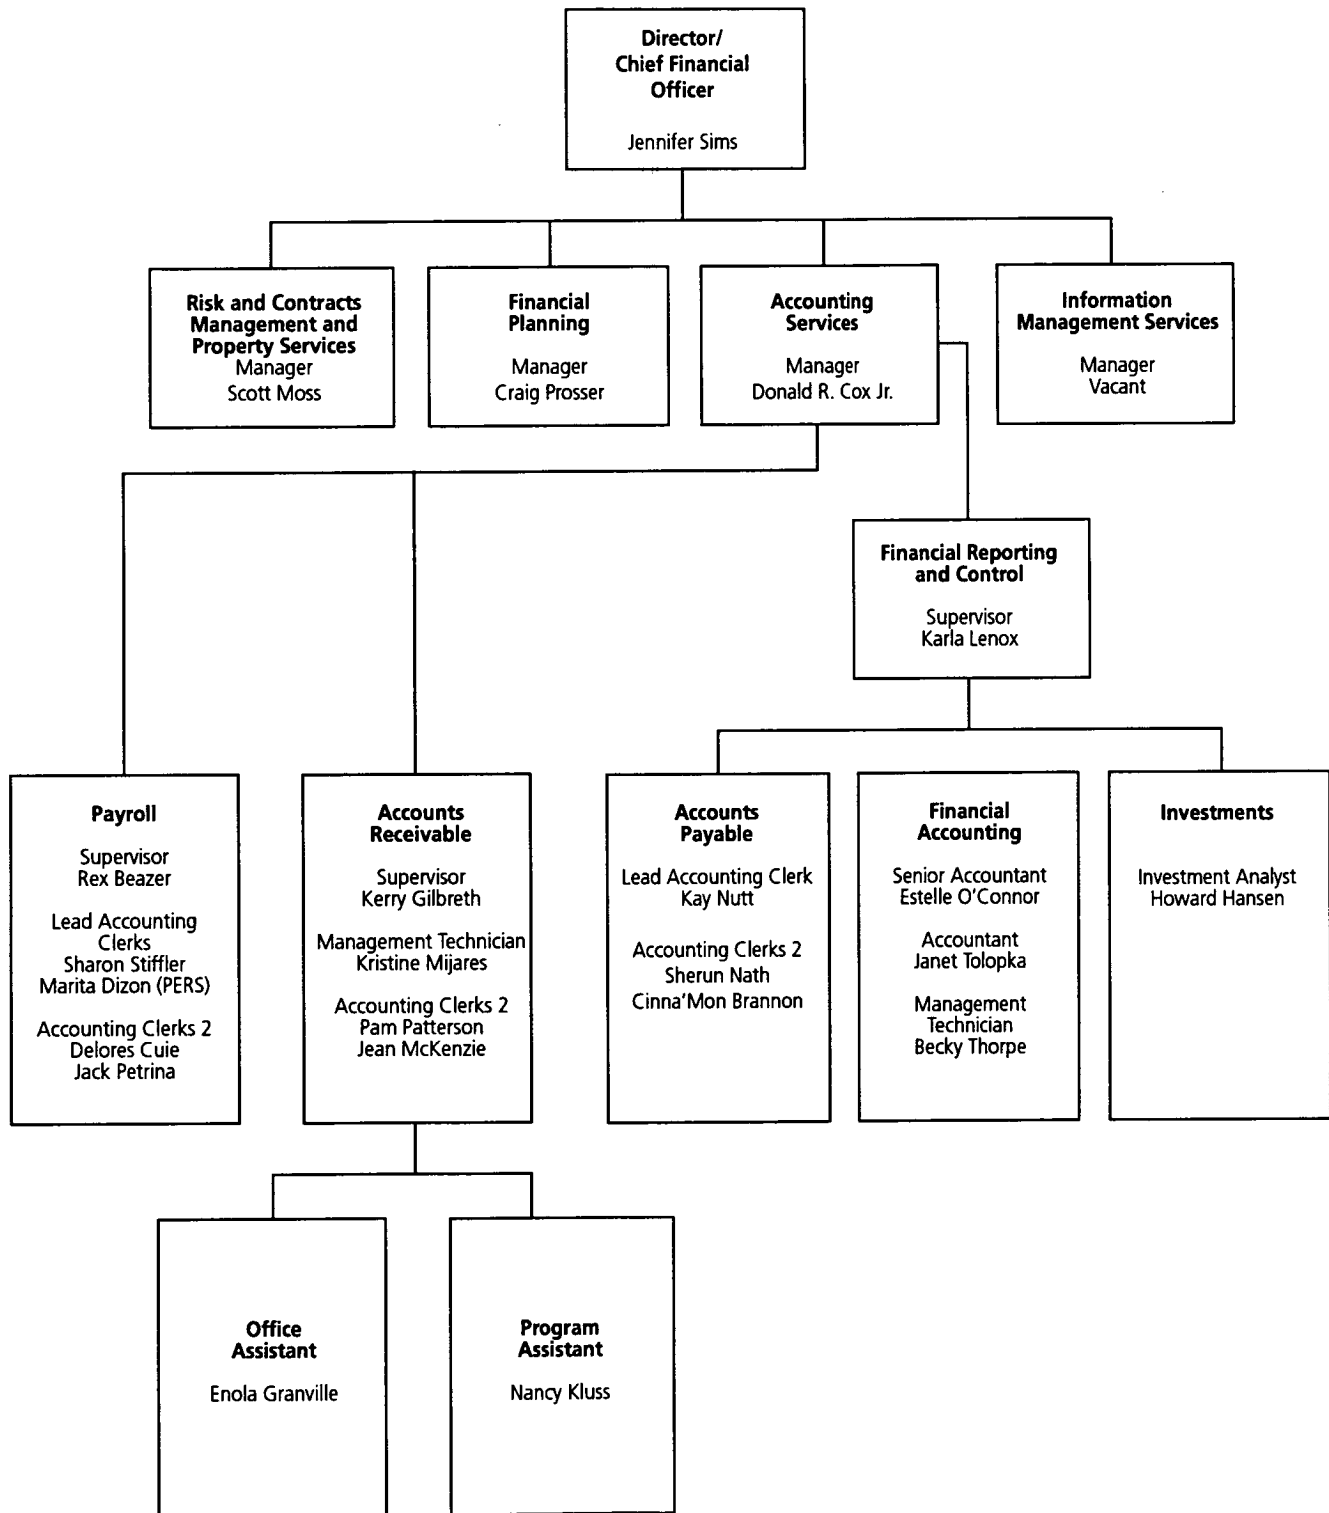 Director/
Chief Financial
Officer
Jennifer Sims
Risk and Contracts
Management and
Property Services
Manager
Scott Moss
Financial
Planning
Manager
Craig Prosser
Accounting
Services
Manager
Donald R. Cox Jr.
Information
Management Services
Manager
Vacant
Financial Reporting
and Control
Supervisor
Karla Lenox
Payroll
Supervisor
Rex Beazer
Lead Accounting
Clerks
Sharon Stiffler
Marita Dizon (PERS)
Accounting Clerks 2
Delores Cuie
Jack Petrina
Accounts
Receivable
Supervisor
Kerry Gilbreth
Management Technician
Kristine Mijares
Accounting Clerks 2
Pam Patterson
Jean McKenzie
Accounts
Payable
Lead Accounting Clerk
Kay Nutt
Accounting Clerks 2
Sherun Nath
Cinna'Mon Brannon
Financial
Accounting
Senior Accountant
Estelle O'Connor
Accountant
Janet Tolopka
Management
Technician
Becky Thorpe
Investments
Investment Analyst
Howard Hansen
Office
Assistant
Enola Granville
Program
Assistant
Nancy Kluss